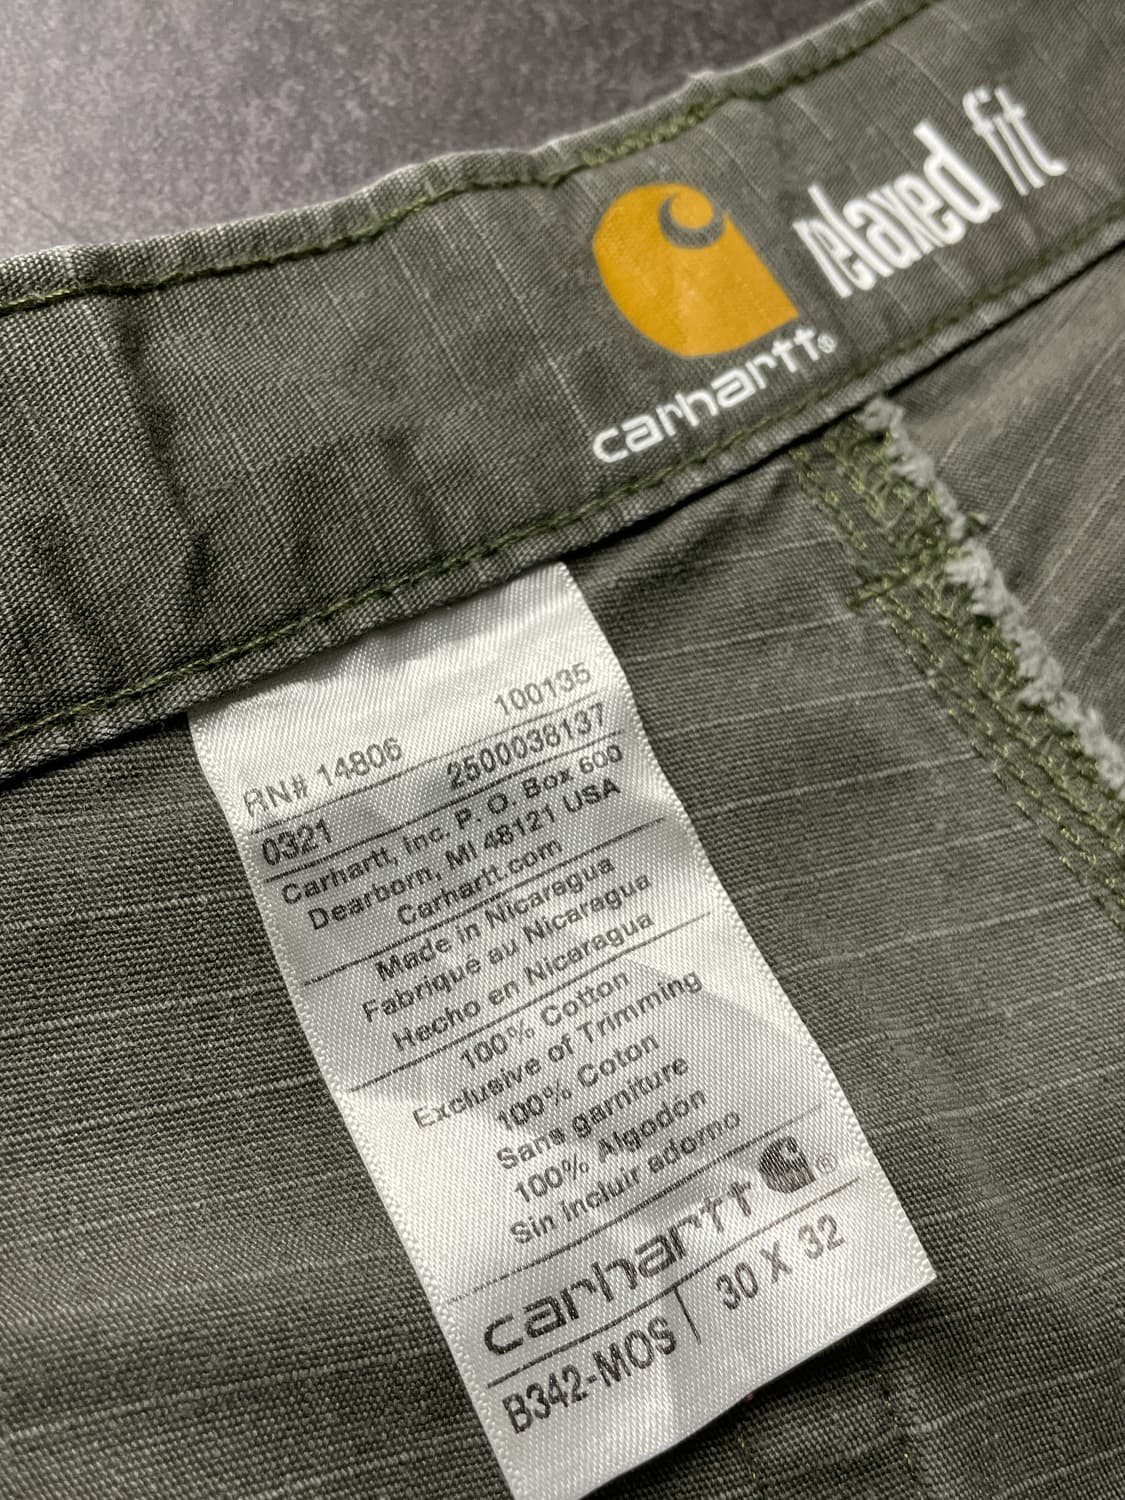 relaxed fit
carhartt®
RN# 14806 100135
0321 2500038137
Carhartt, Inc. P. O. Box 600
Dearborn, MI 48121 USA
Carhartt.com
Made in Nicaragua
Fabriqué au Nicaragua
Hecho en Nicaragua
100% Cotton
Exclusive of Trimming
100% Coton
Sans garniture
100% Algodón
Sin incluir adorno
carhartt ®
B342-MOS | 30 X 32